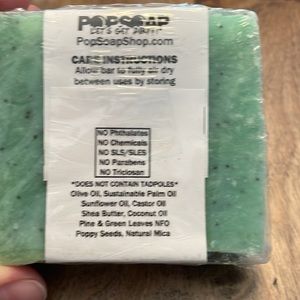 POPSOAP
LET'S GET DIRTY!
PopSoapShop.com
CARE INSTRUCTIONS
Allow bar to fully air dry
between uses by storing
NO Phthalates
NO Chemicals
NO SLS/SLES
NO Parabens
NO Triclosan
*DOES NOT CONTAIN TADPOLES*
Olive Oil, Sustainable Palm Oil
Sunflower Oil, Castor Oil
Shea Butter, Coconut Oil
Pine & Green Leaves NFO
Poppy Seeds, Natural Mica